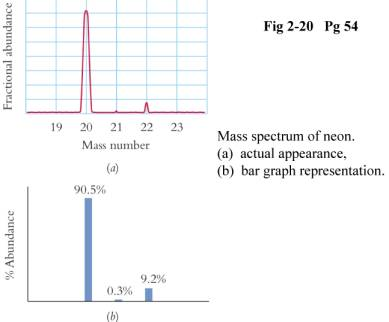 Fractional abundance
Fig 2-20 Pg 54
19 20 21 22 23
Mass number
(a)
Mass spectrum of neon.
(a) actual appearance,
(b) bar graph representation.
% Abundance
90.5%
0.3%
9.2%
(b)